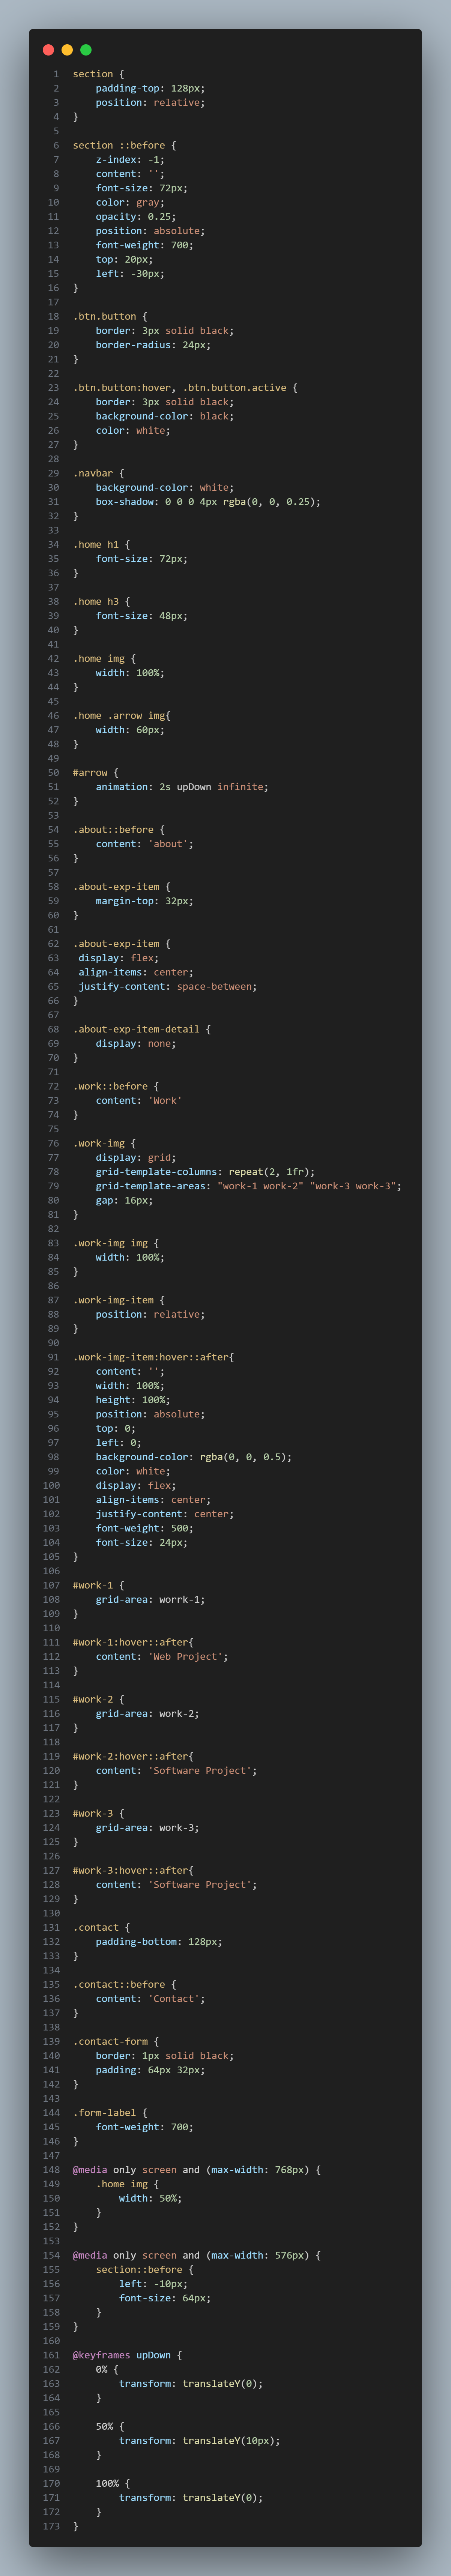 1 section {
2 padding-top: 128px;
3 position: relative;
4 }
5
6 section ::before {
7 z-index: -1;
8 content: '';
9 font-size: 72px;
10 color: gray;
11 opacity: 0.25;
12 position: absolute;
13 font-weight: 700;
14 top: 20px;
15 left: -30px;
16 }
17
18 .btn.button {
19 border: 3px solid black;
20 border-radius: 24px;
21 }
22
23 .btn.button:hover, .btn.button.active {
24 border: 3px solid black;
25 background-color: black;
26 color: white;
27 }
28
29 .navbar {
30 background-color: white;
31 box-shadow: 0 0 0 4px rgba(0, 0, 0.25);
32 }
33
34 .home h1 {
35 font-size: 72px;
36 }
37
38 .home h3 {
39 font-size: 48px;
40 }
41
42 .home img {
43 width: 100%;
44 }
45
46 .home .arrow img{
47 width: 60px;
48 }
49
50 #arrow {
51 animation: 2s upDown infinite;
52 }
53
54 .about::before {
55 content: 'about';
56 }
57
58 .about-exp-item {
59 margin-top: 32px;
60 }
61
62 .about-exp-item {
63 display: flex;
64 align-items: center;
65 justify-content: space-between;
66 }
67
68 .about-exp-item-detail {
69 display: none;
70 }
71
72 .work::before {
73 content: 'Work'
74 }
75
76 .work-img {
77 display: grid;
78 grid-template-columns: repeat(2, 1fr);
79 grid-template-areas: "work-1 work-2" "work-3 work-3";
80 gap: 16px;
81 }
82
83 .work-img img {
84 width: 100%;
85 }
86
87 .work-img-item {
88 position: relative;
89 }
90
91 .work-img-item:hover::after{
92 content: '';
93 width: 100%;
94 height: 100%;
95 position: absolute;
96 top: 0;
97 left: 0;
98 background-color: rgba(0, 0, 0.5);
99 color: white;
100 display: flex;
101 align-items: center;
102 justify-content: center;
103 font-weight: 500;
104 font-size: 24px;
105 }
106
107 #work-1 {
108 grid-area: worrk-1;
109 }
110
111 #work-1:hover::after{
112 content: 'Web Project';
113 }
114
115 #work-2 {
116 grid-area: work-2;
117 }
118
119 #work-2:hover::after{
120 content: 'Software Project';
121 }
122
123 #work-3 {
124 grid-area: work-3;
125 }
126
127 #work-3:hover::after{
128 content: 'Software Project';
129 }
130
131 .contact {
132 padding-bottom: 128px;
133 }
134
135 .contact::before {
136 content: 'Contact';
137 }
138
139 .contact-form {
140 border: 1px solid black;
141 padding: 64px 32px;
142 }
143
144 .form-label {
145 font-weight: 700;
146 }
147
148 @media only screen and (max-width: 768px) {
149 .home img {
150 width: 50%;
151 }
152 }
153
154 @media only screen and (max-width: 576px) {
155 section::before {
156 left: -10px;
157 font-size: 64px;
158 }
159 }
160
161 @keyframes upDown {
162 0% {
163 transform: translateY(0);
164 }
165
166 50% {
167 transform: translateY(10px);
168 }
169
170 100% {
171 transform: translateY(0);
172 }
173 }